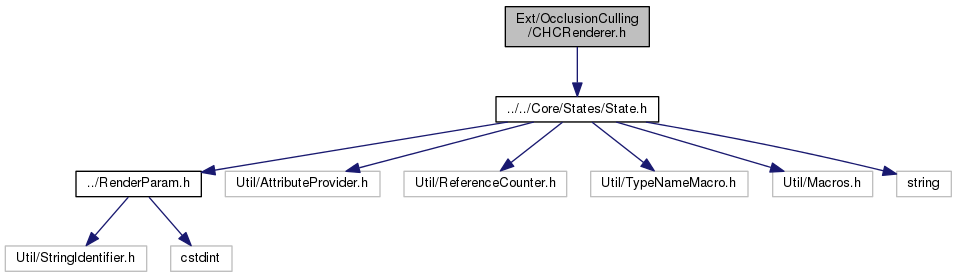 Ext/OcclusionCulling
/CHCRenderer.h
../../Core/States/State.h
../RenderParam.h
Util/AttributeProvider.h
Util/ReferenceCounter.h
Util/TypeNameMacro.h
Util/Macros.h
string
Util/StringIdentifier.h
cstdint